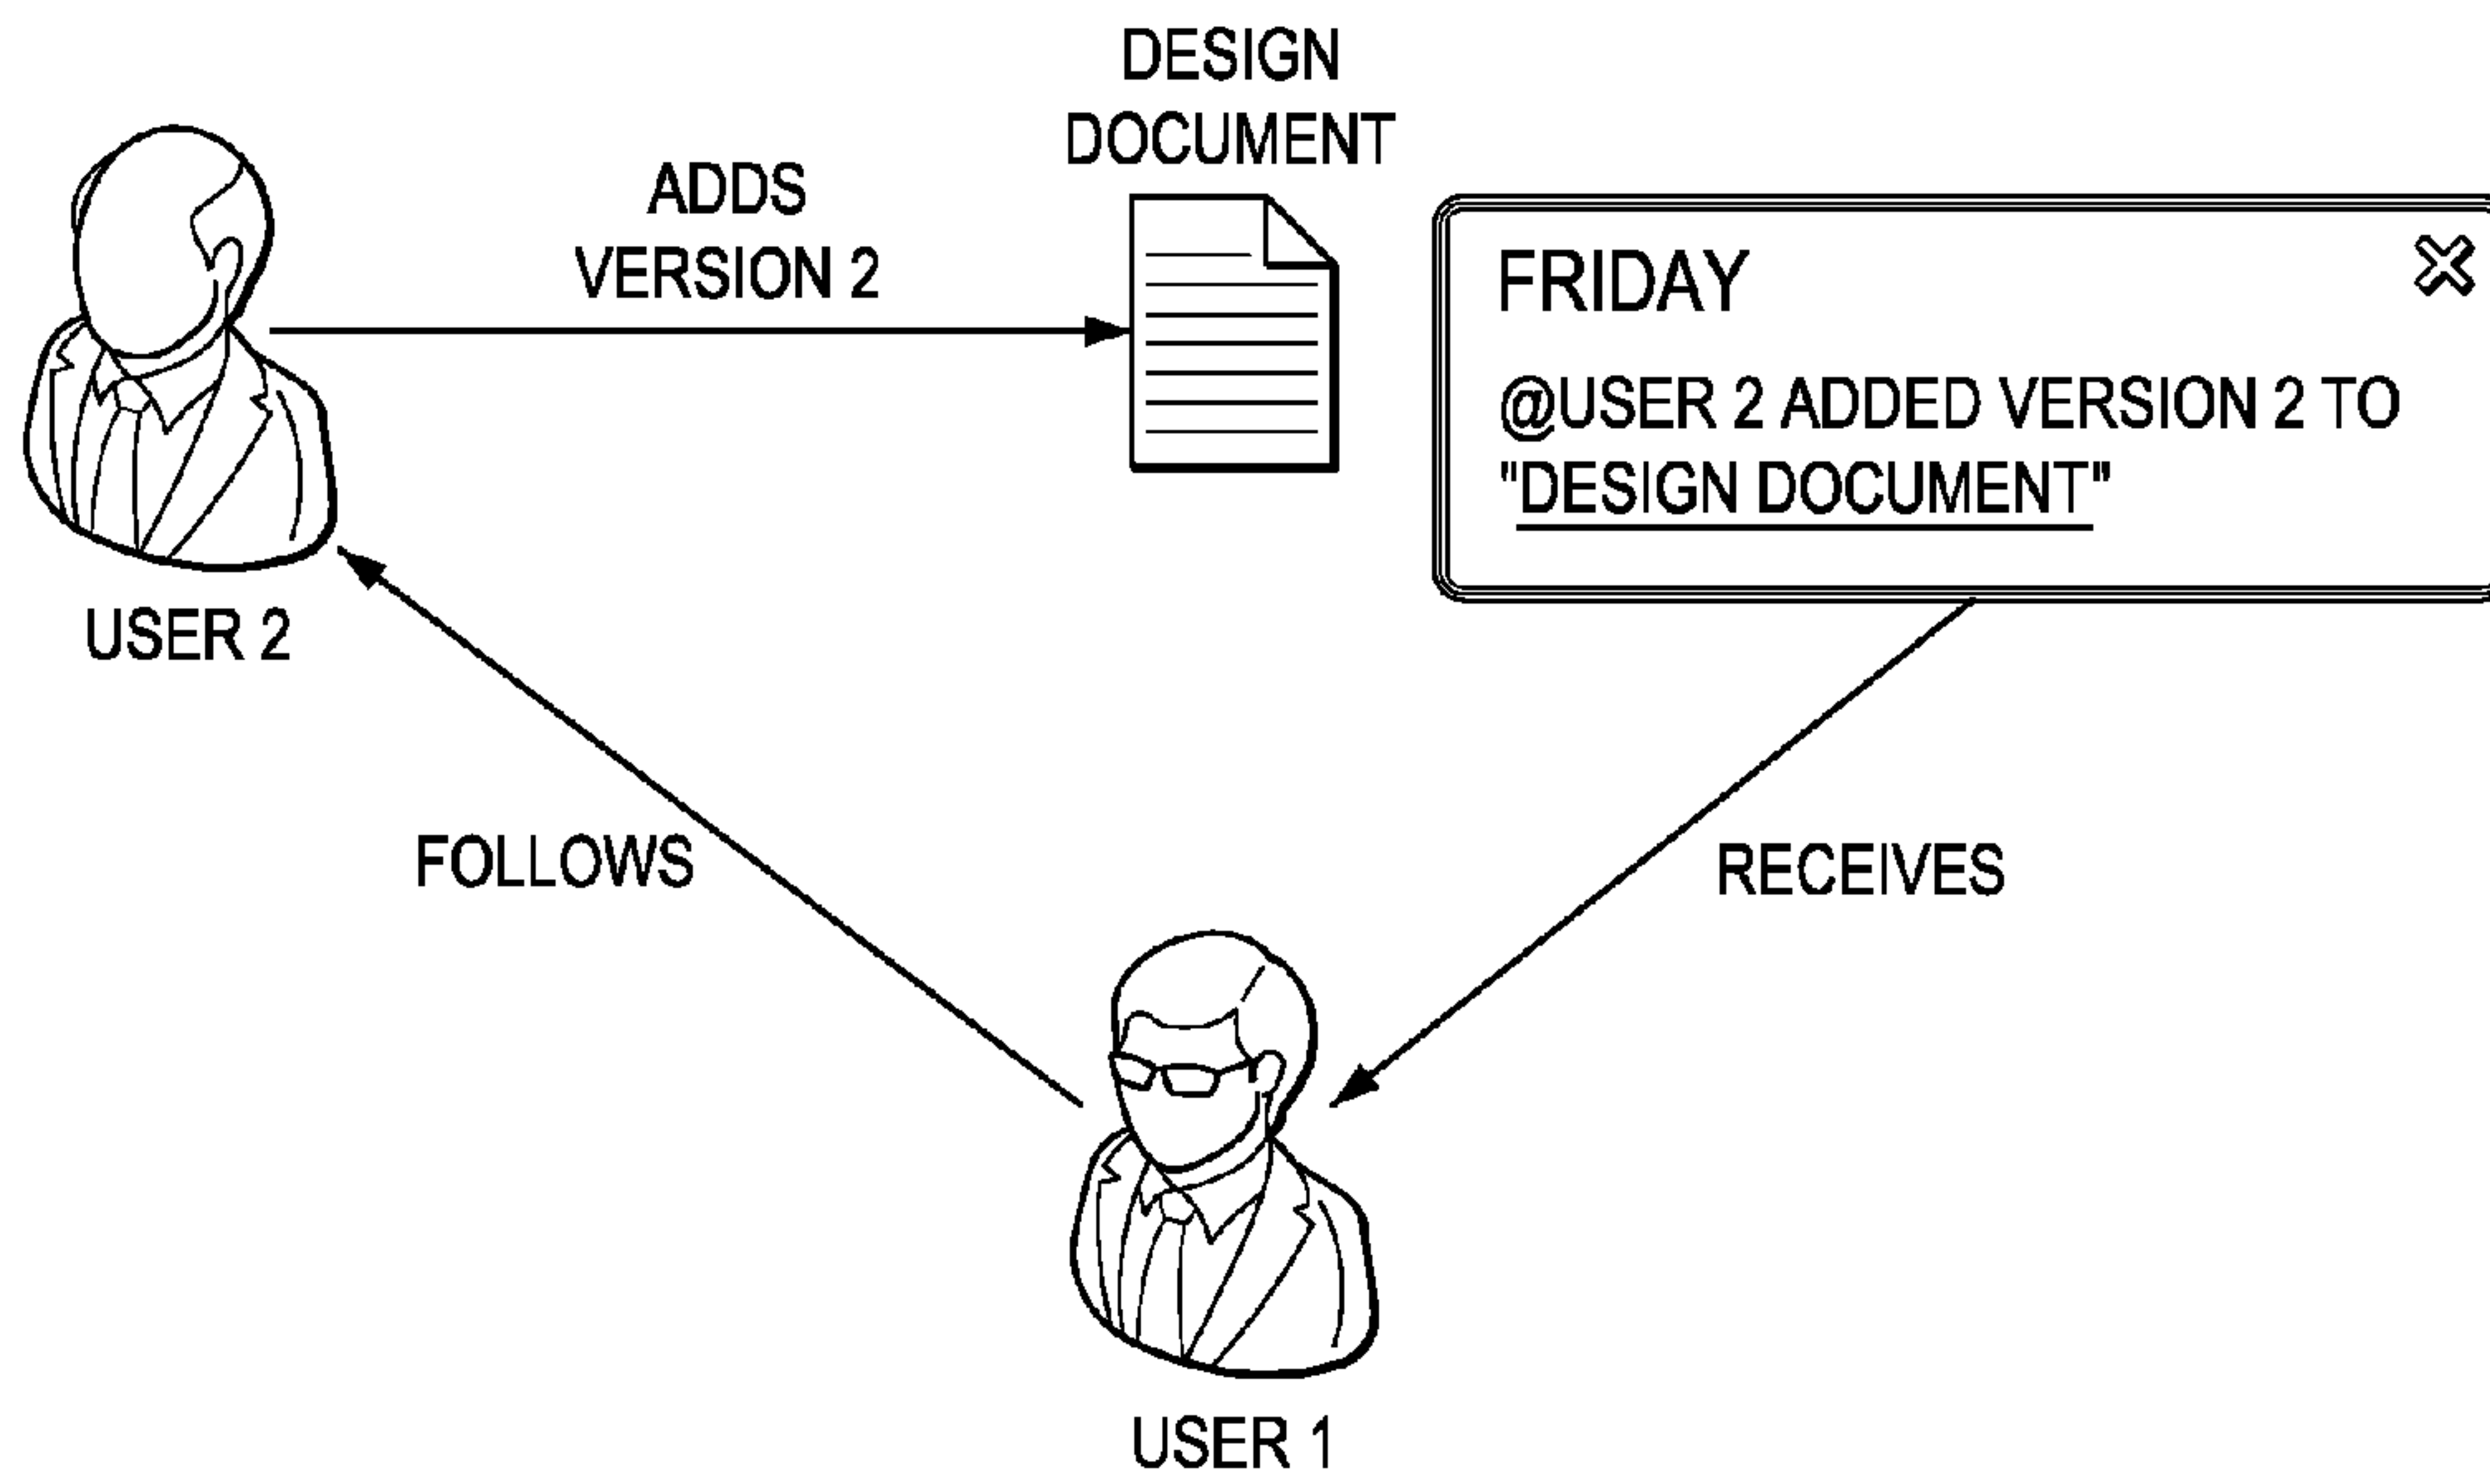 DESIGN
DOCUMENT
ADDS
VERSION 2
FRIDAY
@USER 2 ADDED VERSION 2 TO
"DESIGN DOCUMENT"
USER 2
FOLLOWS
RECEIVES
USER 1